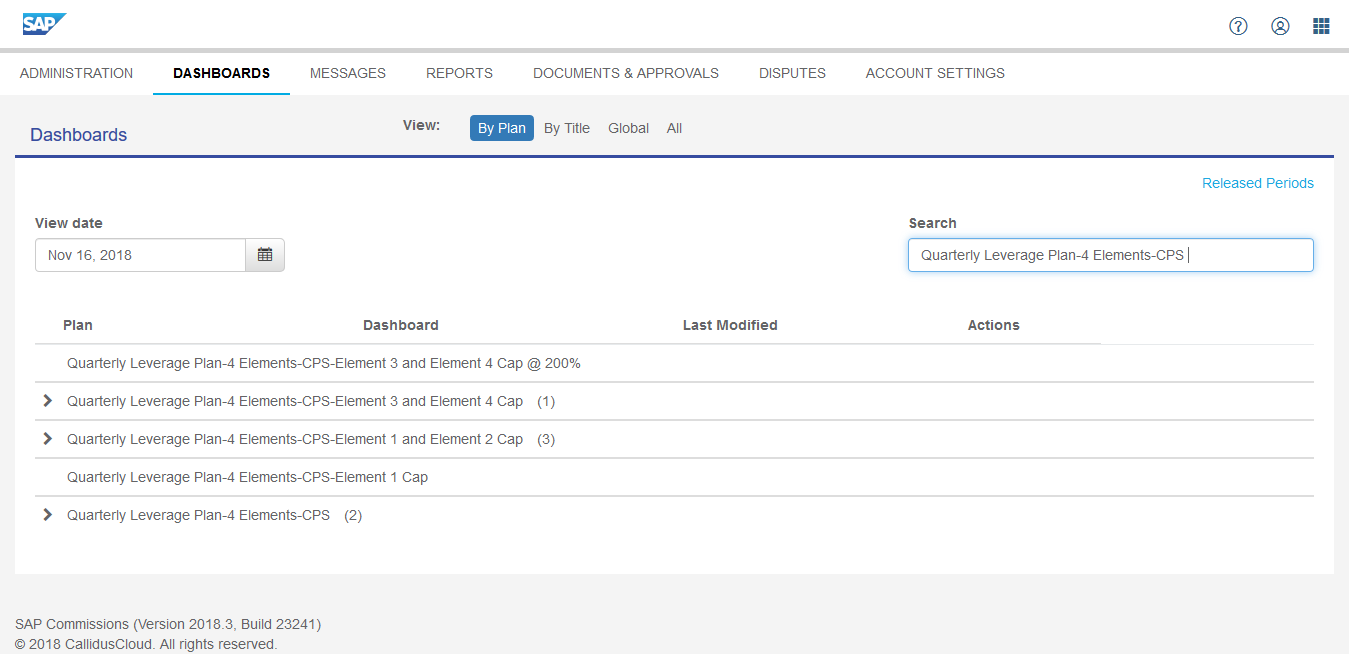 SAP
ADMINISTRATION DASHBOARDS MESSAGES REPORTS DOCUMENTS & APPROVALS DISPUTES ACCOUNT SETTINGS
Dashboards View: By Plan By Title Global All
Released Periods
View date Search
Nov 16, 2018 Quarterly Leverage Plan-4 Elements-CPS
Plan Dashboard Last Modified Actions
Quarterly Leverage Plan-4 Elements-CPS-Element 3 and Element 4 Cap @ 200%
Quarterly Leverage Plan-4 Elements-CPS-Element 3 and Element 4 Cap (1)
Quarterly Leverage Plan-4 Elements-CPS-Element 1 and Element 2 Cap (3)
Quarterly Leverage Plan-4 Elements-CPS-Element 1 Cap
Quarterly Leverage Plan-4 Elements-CPS (2)
SAP Commissions (Version 2018.3, Build 23241)
© 2018 CallidusCloud. All rights reserved.